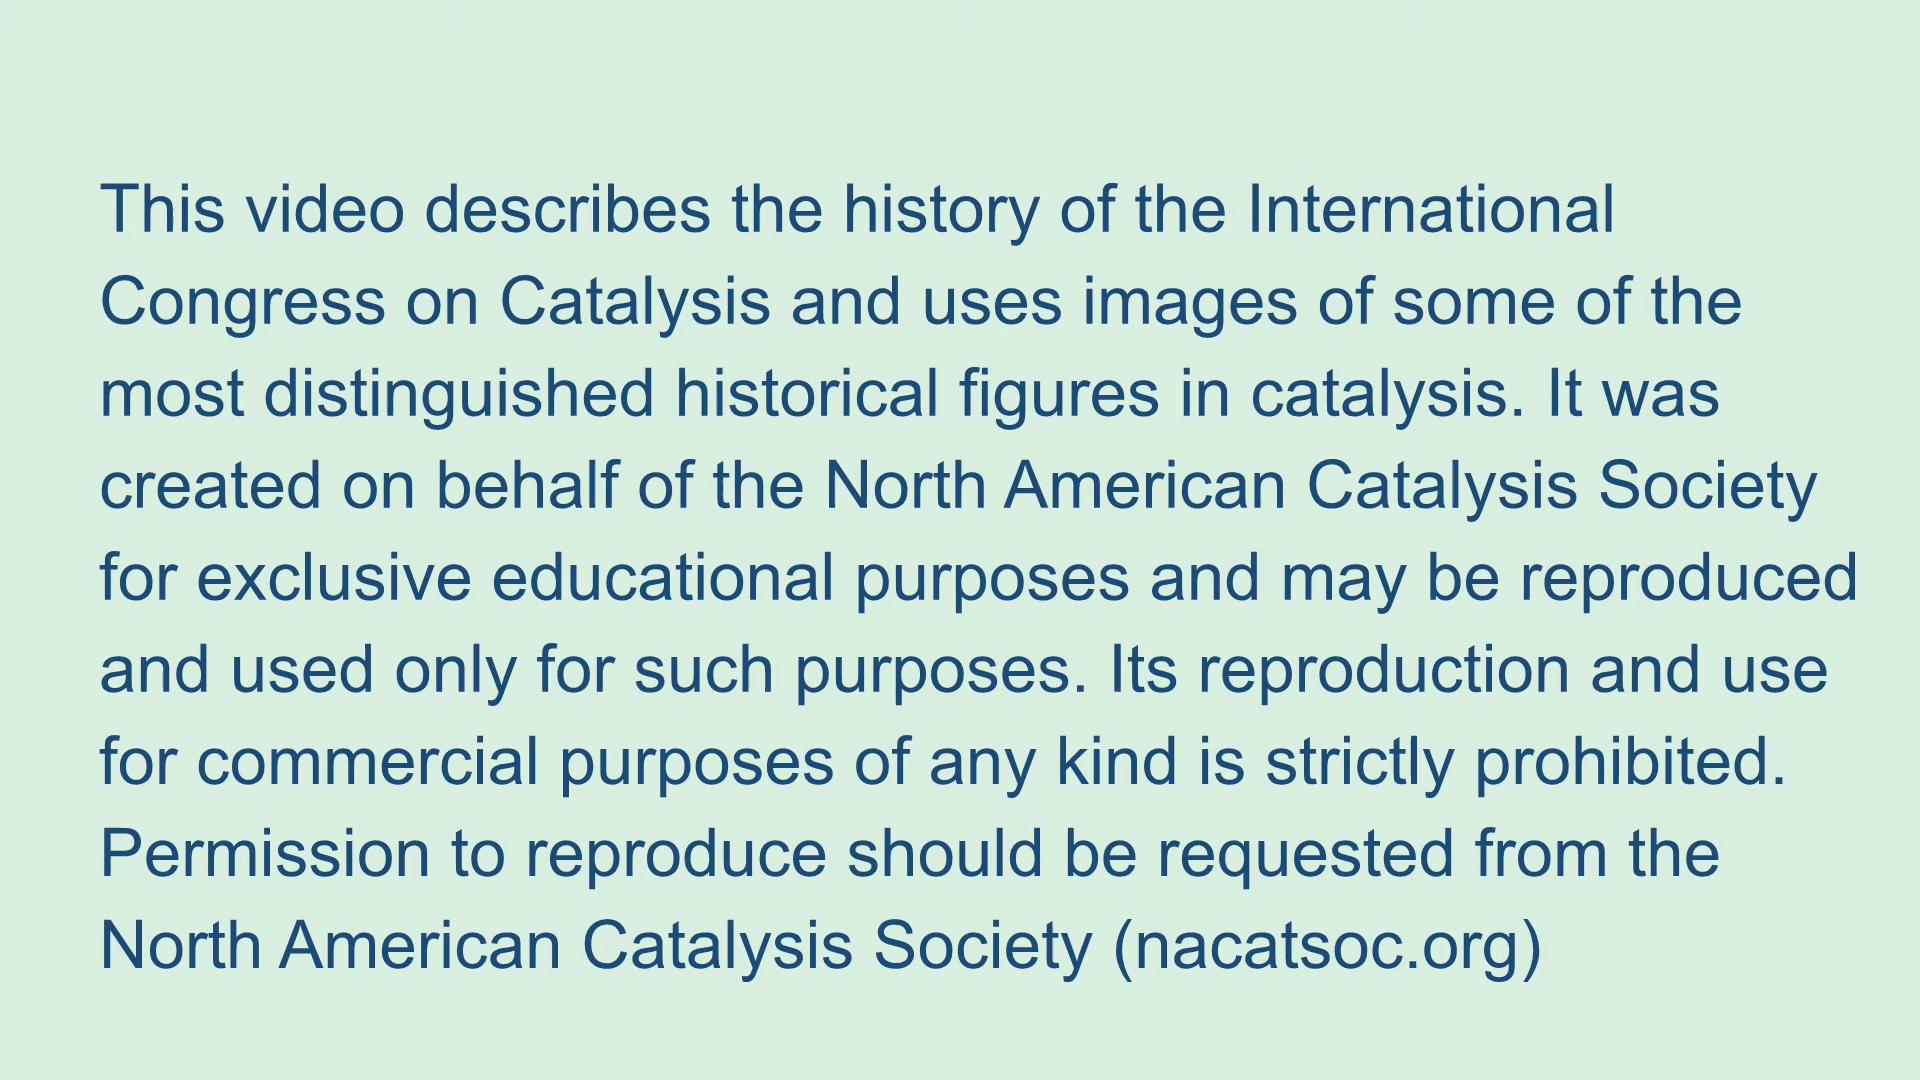 This video describes the history of the International
Congress on Catalysis and uses images of some of the
most distinguished historical figures in catalysis. It was
created on behalf of the North American Catalysis Society
for exclusive educational purposes and may be reproduced
and used only for such purposes. Its reproduction and use
for commercial purposes of any kind is strictly prohibited.
Permission to reproduce should be requested from the
North American Catalysis Society (nacatsoc.org)